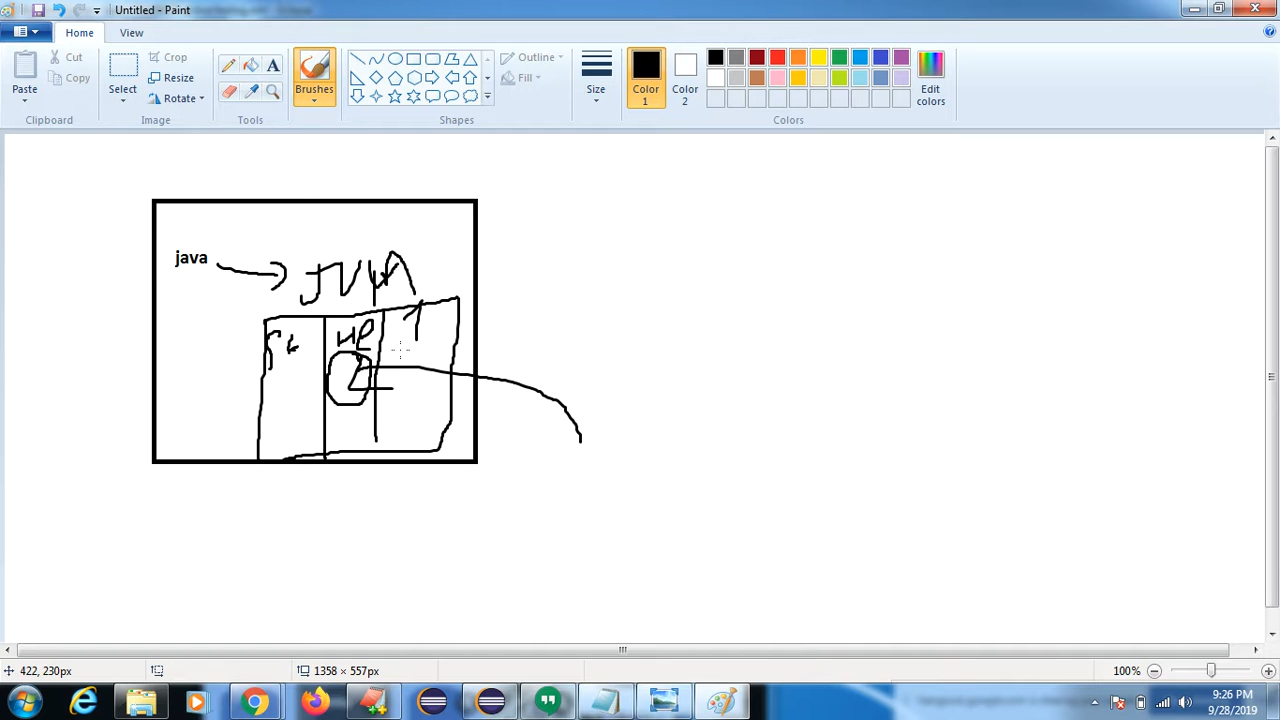 Untitled - Paint
Home View
Cut
Copy
Paste
Clipboard
Crop
Resize
Rotate
Select
Image
Tools
Brushes
Outline
Fill
Shapes
Size
Color 1
Color 2
Edit colors
Colors
java
JVM
St HP
422, 230px
1358 × 557px
100%
9:26 PM
9/28/2019